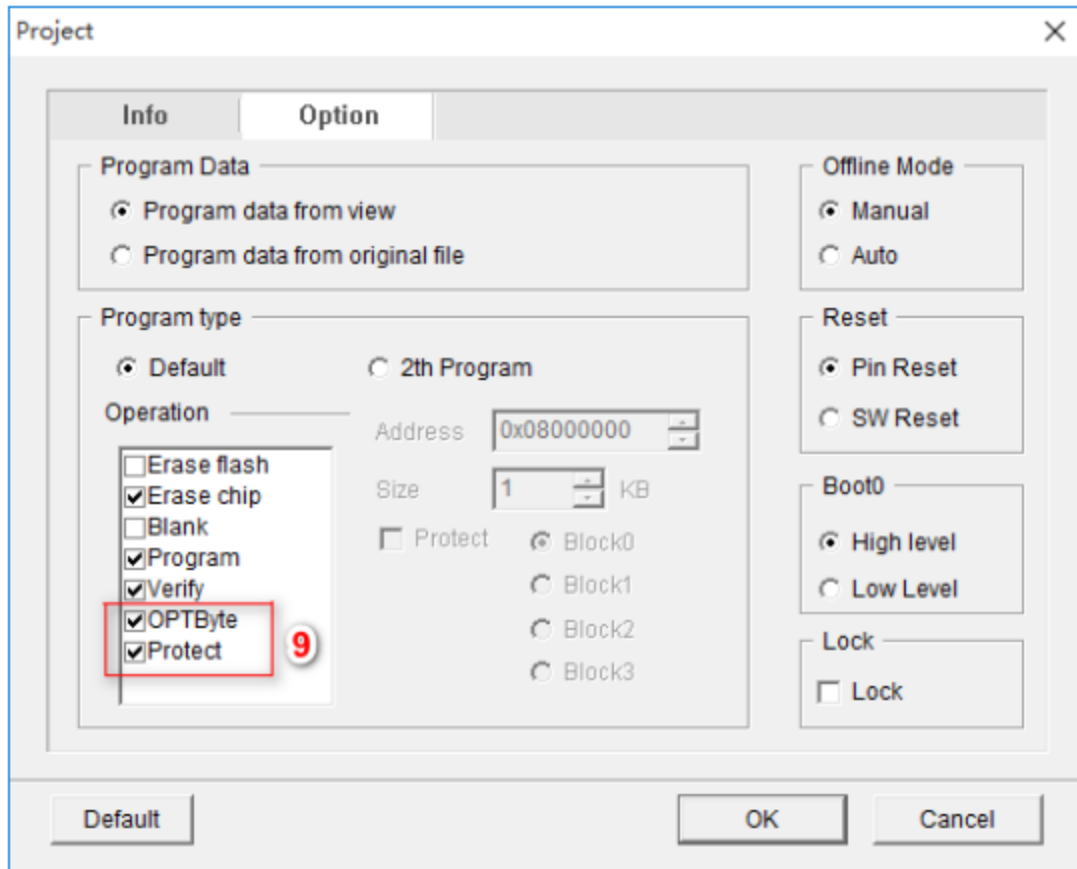 Project
Info
Option
Program Data
Program data from view
Program data from original file
Offline Mode
Manual
Auto
Program type
Default
2th Program
Operation
Erase flash
Erase chip
Blank
Program
Verify
OPTByte
Protect
9
Address
0x08000000
Size
1
KB
Protect
Block0
Block1
Block2
Block3
Reset
Pin Reset
SW Reset
Boot0
High level
Low Level
Lock
Lock
Default
OK
Cancel